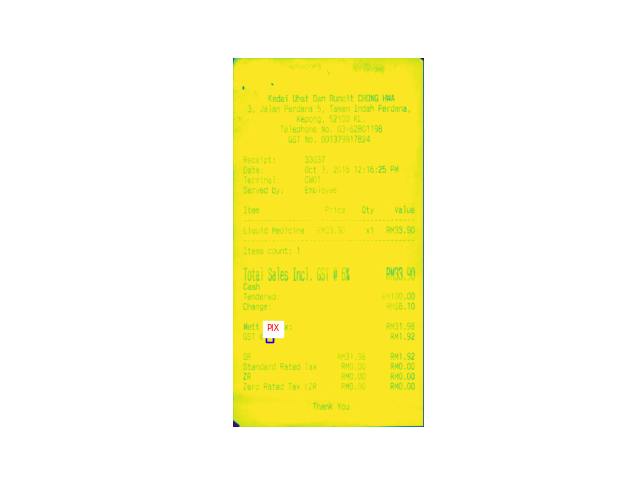 Kedai Ubat Dan Runcit CHONG HWA
3, Jalan Perdana 5, Taman Indah Perdana,
Kepong, 52100 KL.
Telephone No. 03-62801198
GST No. 001379917824
Receipt: 33037
Date: Oct 3, 2016 12:16:25 PM
Terminal: CW01
Served by: Employee
Item Price Qty Value
Liquid Medicine RM33.90 x1 RM33.90
Items count: 1
Total Sales Incl. GST @ 6% RM33.90
Cash
Tendered: RM100.00
Change: RM66.10
Nett PIX x: RM31.98
GST RM1.92
SR RM31.98 RM1.92
Standard Rated Tax RM0.00 RM0.00
ZR RM0.00 RM0.00
Zero Rated Tax (ZR RM0.00 RM0.00
Thank You